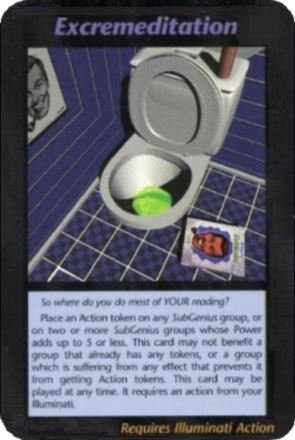 Excremeditation
So where do you do most of YOUR reading?
Place an Action token on any SubGenius group, or
on two or more SubGenius groups whose Power
adds up to 5 or less. This card may not benefit a
group that already has any tokens, or a group
which is suffering from any effect that prevents it
from getting Action tokens. This card may be
played at any time. It requires an action from your
Illuminati.
Requires Illuminati Action